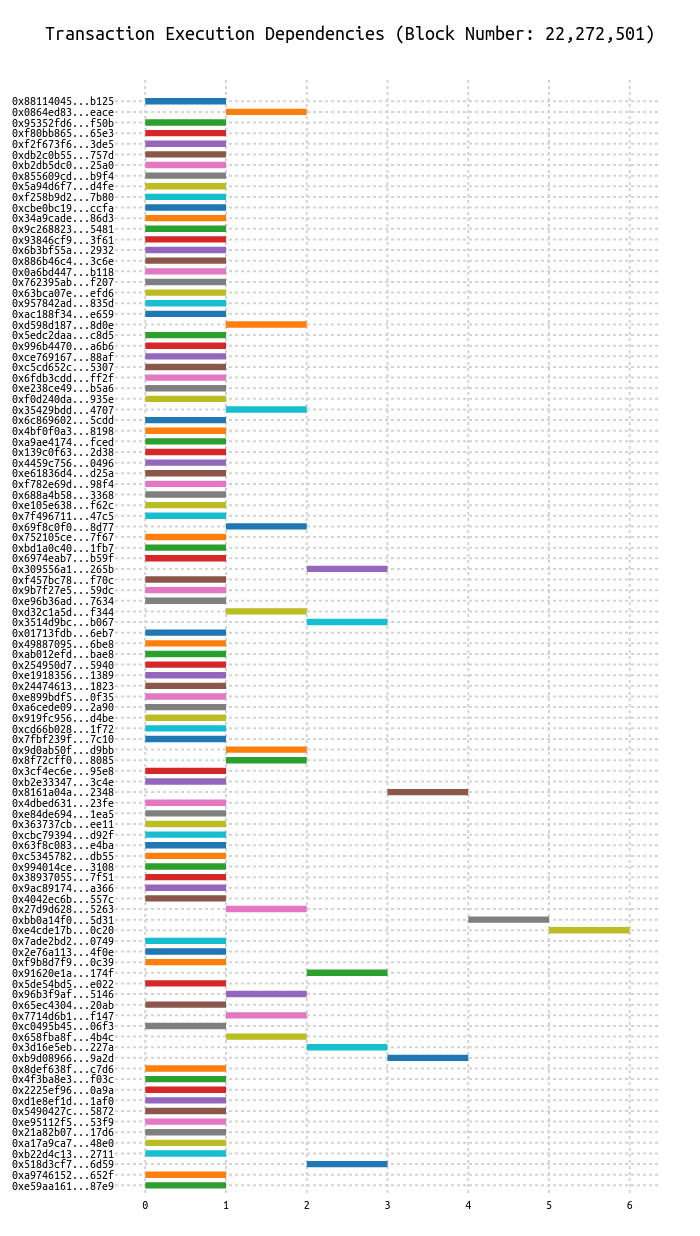 Transaction Execution Dependencies (Block Number: 22,272,501)
0x88114045...b125
0x0864ed83...eace
0x95352fd6...f50b
0xf80bb865...65e3
0xf2f673f6...3de5
0xdb2c0b55...757d
0xb2db5dc0...25a0
0x855609cd...b9f4
0x5a94d6f7...d4fe
0xf258b9d2...7b80
0xcbe0bc19...ccfa
0x34a9cade...86d3
0x9c268823...5481
0x93846cf9...3f61
0x6b3bf55a...2932
0x886b46c4...3c6e
0x0a6bd447...b118
0x762395ab...f207
0x63bca07e...efd6
0x957842ad...835d
0xac188f34...e659
0xd598d187...8d0e
0x5edc2daa...c8d5
0x996b4470...a6b6
0xce769167...88af
0xc5cd652c...5307
0x6fdb3cdd...ff2f
0xe238ce49...b5a6
0xf0d240da...935e
0x35429bdd...4707
0x6c869602...5cdd
0x4bf0f0a3...8198
0xa9ae4174...fced
0x139c0f63...2d38
0x4459c756...0496
0xe61836d4...d25a
0xf782e69d...98f4
0x688a4b58...3368
0xe105e638...f62c
0x7f496711...47c5
0x69f8c0f0...8d77
0x752105ce...7f67
0xbd1a0c40...1fb7
0x6974eab7...b59f
0x309556a1...265b
0xf457bc78...f70c
0x9b7f27e5...59dc
0xe96b36ad...7634
0xd32c1a5d...f344
0x3514d9bc...b067
0x01713fdb...6eb7
0x49887095...6be8
0xab012efd...bae8
0x254950d7...5940
0xe1918356...1389
0x24474613...1823
0xe899bdf5...0f35
0xa6cede09...2a90
0x919fc956...d4be
0xcd66b028...1f72
0x7fbf239f...7c10
0x9d0ab50f...d9bb
0x8f72cff0...8085
0x3cf4ec6e...95e8
0xb2e33347...3c4e
0x8161a04a...2348
0x4dbed631...23fe
0xe84de694...1ea5
0x363737cb...ee11
0xcbc79394...d92f
0x63f8c083...e4ba
0xc5345782...db55
0x994014ce...3108
0x38937055...7f51
0x9ac89174...a366
0x4042ec6b...557c
0x27d9d628...5263
0xbb0a14f0...5d31
0xe4cde17b...0c20
0x7ade2bd2...0749
0x2e76a113...4f0e
0xf9b8d7f9...0c39
0x91620e1a...174f
0x5de54bd5...e022
0x96b3f9af...5146
0x65ec4304...20ab
0x7714d6b1...f147
0xc0495b45...06f3
0x658fba8f...4b4c
0x3d16e5eb...227a
0xb9d08966...9a2d
0x8def638f...c7d6
0x4f3ba8e3...f03c
0x2225ef96...0a9a
0xd1e8ef1d...1af0
0x5490427c...5872
0xe95112f5...53f9
0x21a82b07...17d6
0xa17a9ca7...48e0
0xb22d4c13...2711
0x518d3cf7...6d59
0xa9746152...652f
0xe59aa161...87e9
0 1 2 3 4 5 6